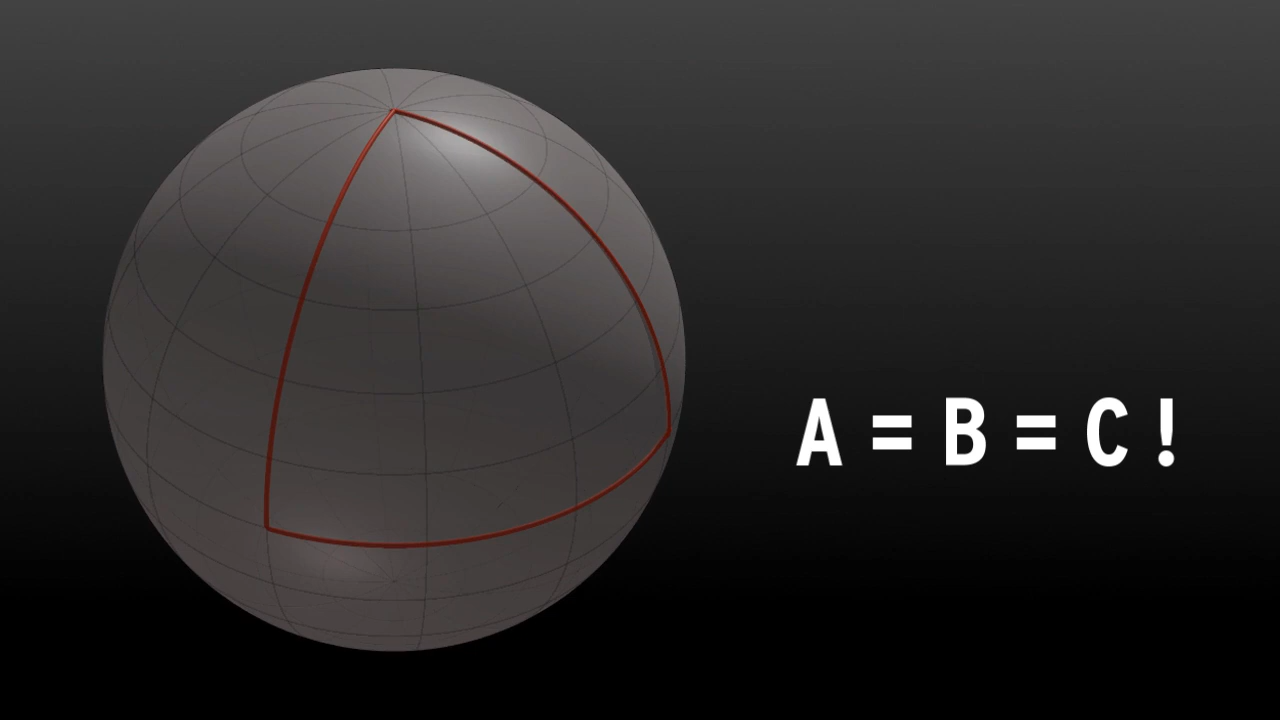 A = B = C !